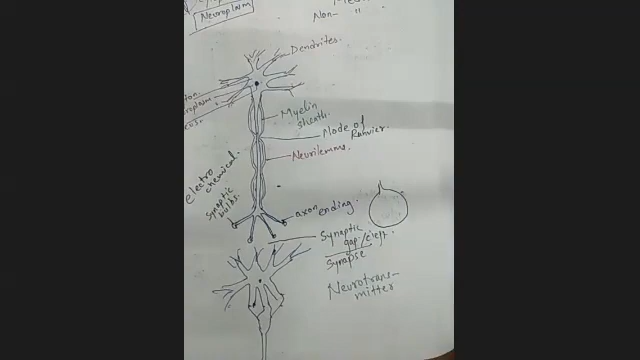 Neuroplasm
Non- "
Dendrites.
Myelin
sheath.
Node of
Ranvier.
Neurilemma.
electro
chemical.
synaptic
bulbs.
axon ending.
Synaptic
gap/cleft.
Synapse
Neurotrans-
mitter